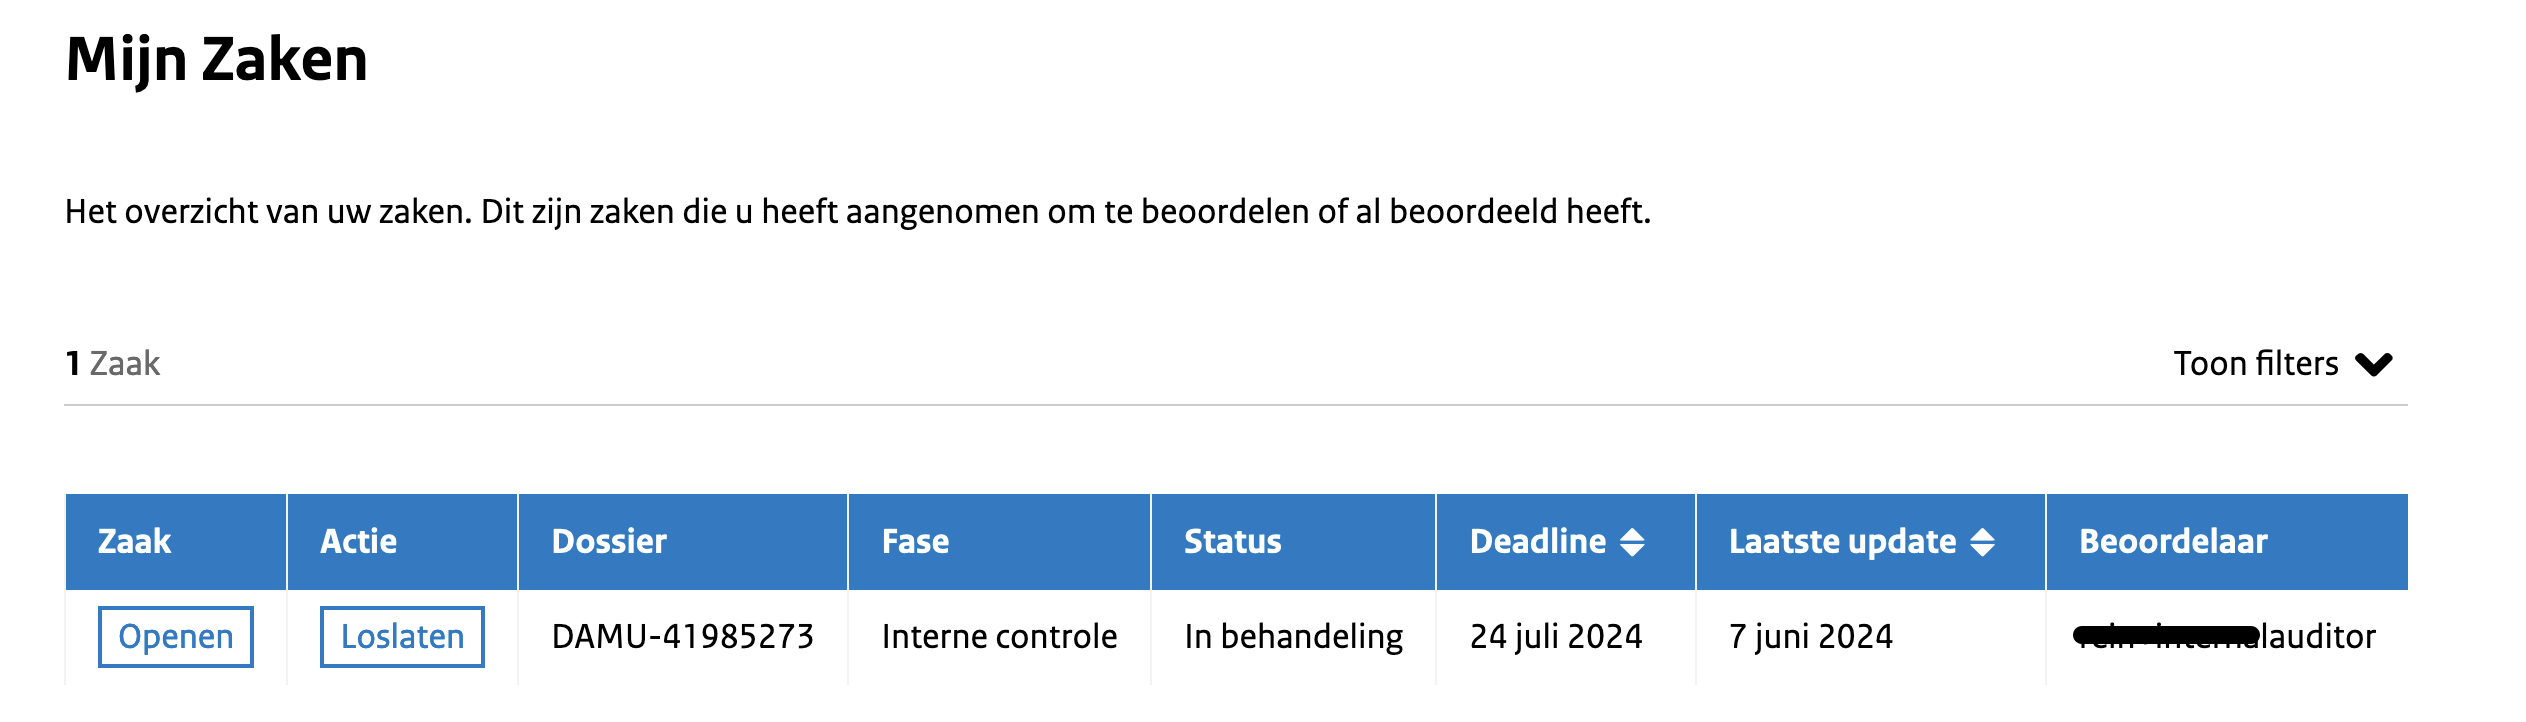 Mijn Zaken
Het overzicht van uw zaken. Dit zijn zaken die u heeft aangenomen om te beoordelen of al beoordeeld heeft.
1 Zaak
Toon filters
Zaak Actie Dossier Fase Status Deadline Laatste update Beoordelaar
Openen Loslaten DAMU-41985273 Interne controle In behandeling 24 juli 2024 7 juni 2024 lauditor